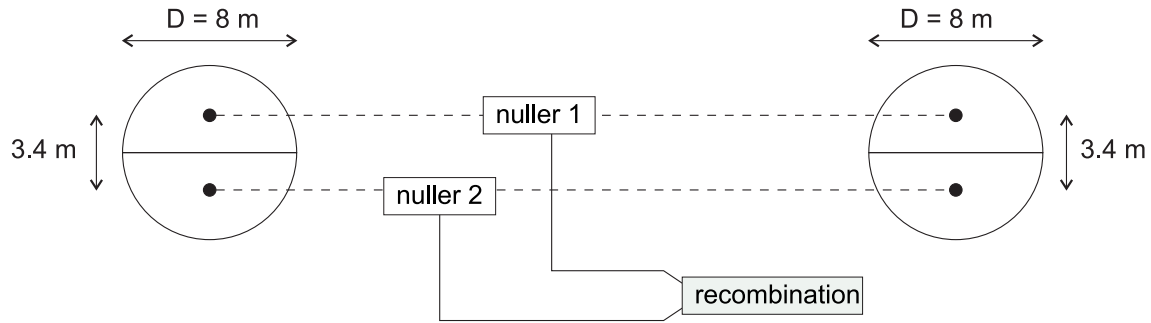 D = 8 m
D = 8 m
nuller 1
3.4 m
3.4 m
nuller 2
recombination